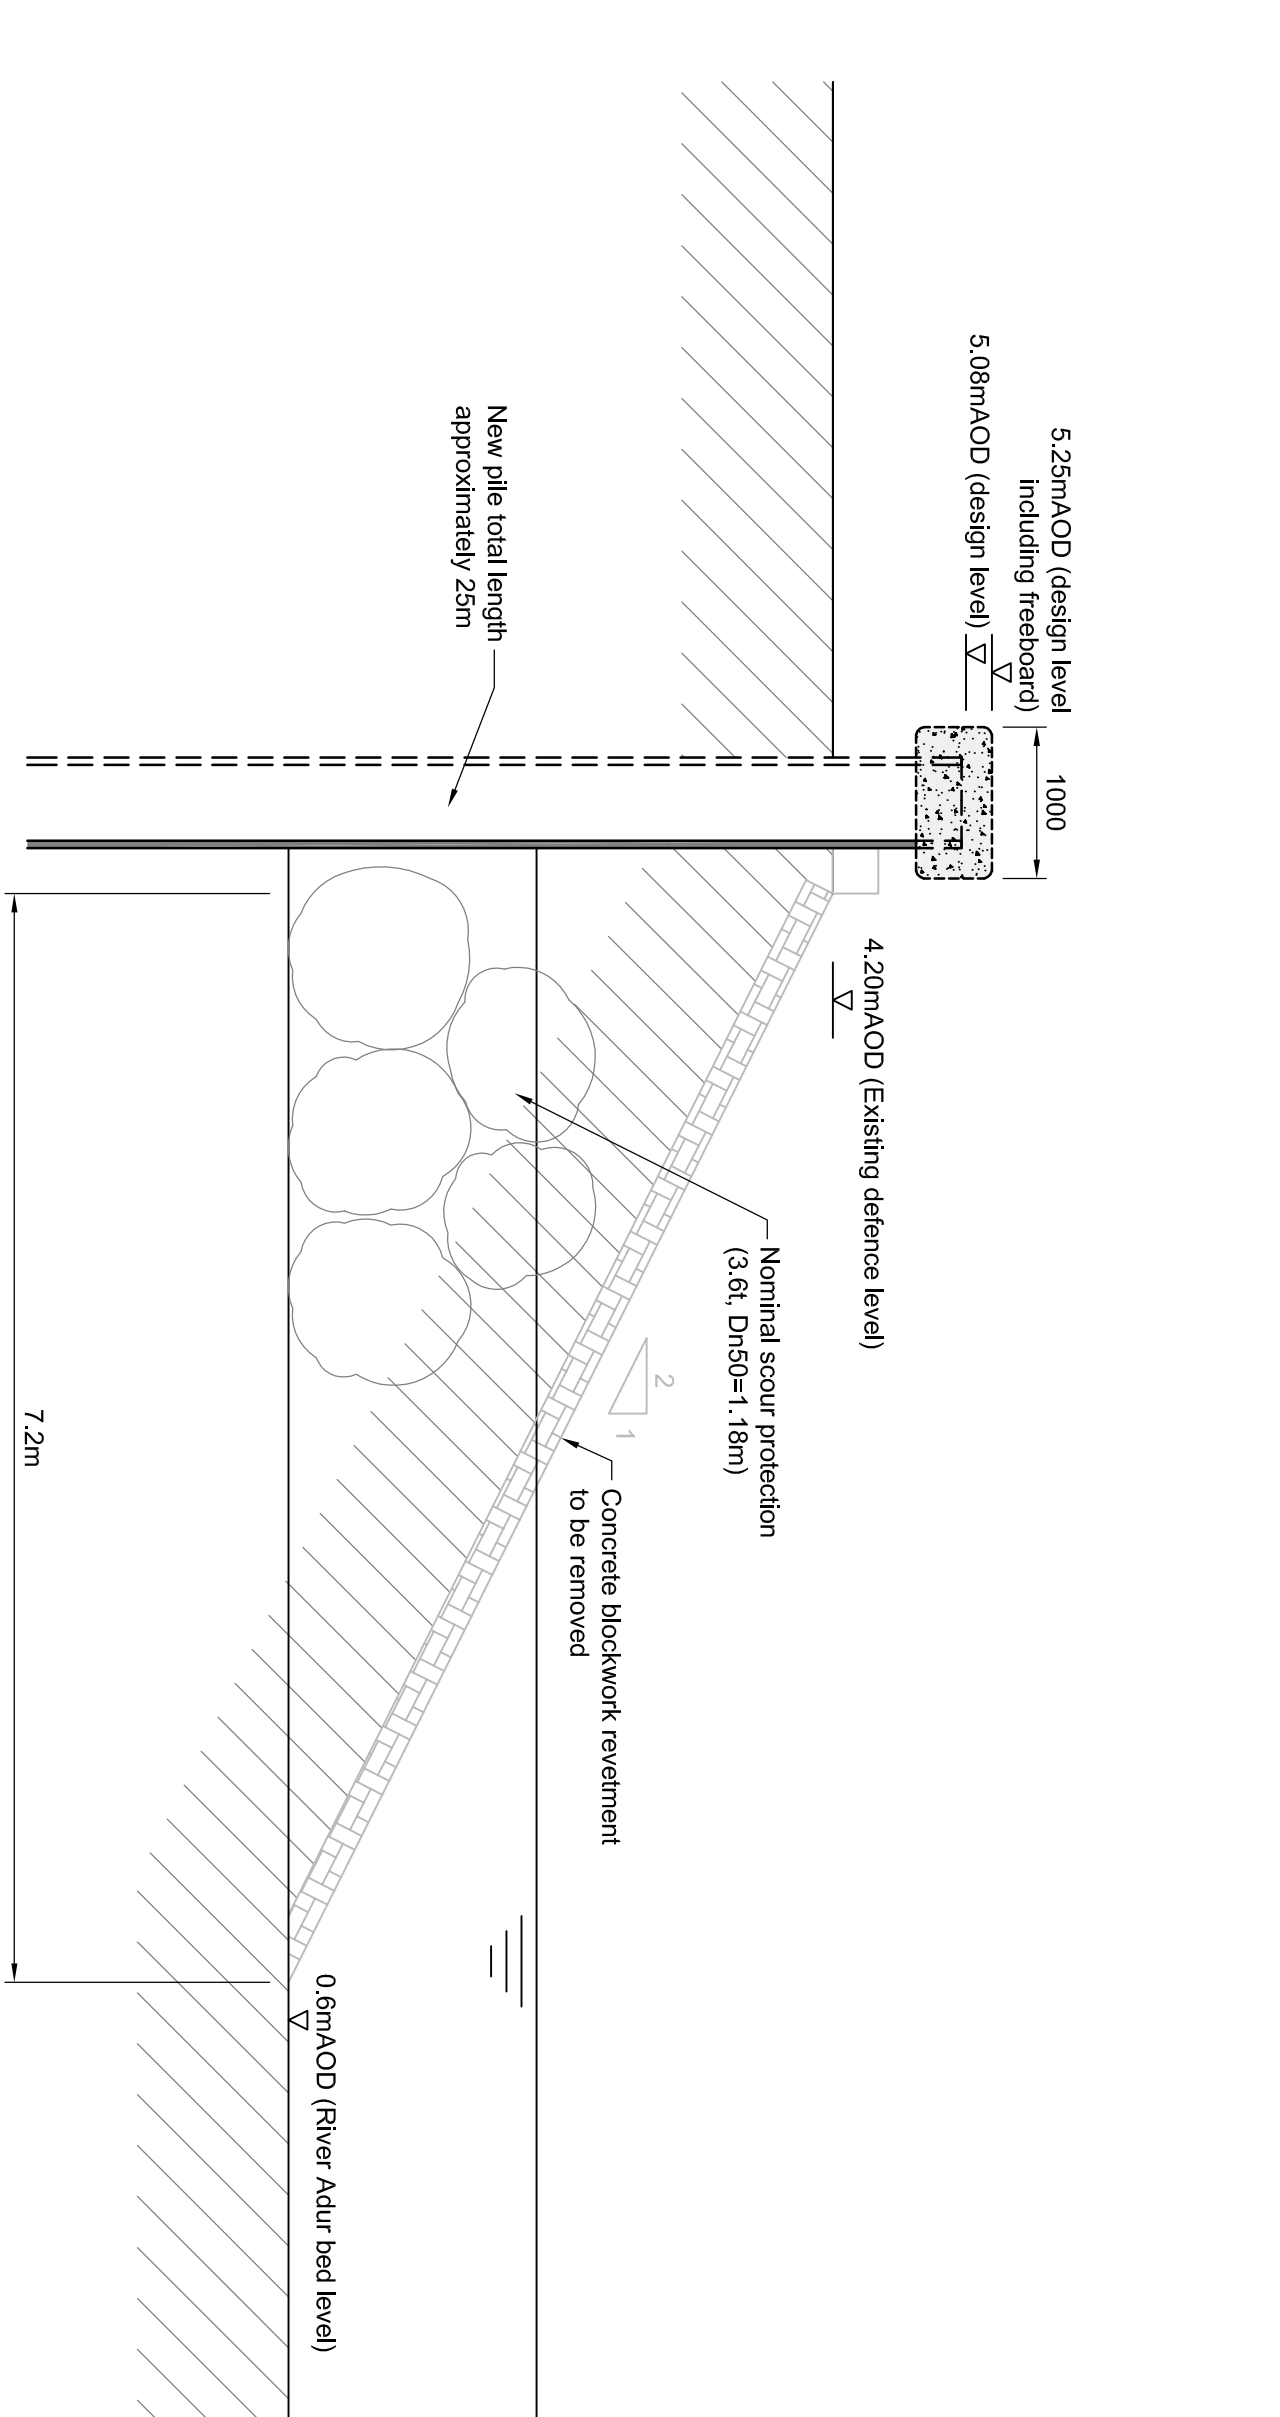 5.25mAOD (design level
including freeboard)
5.08mAOD (design level)
1000
4.20mAOD (Existing defence level)
Nominal scour protection
(3.6t, Dn50=1.18m)
2
1
Concrete blockwork revetment
to be removed
New pile total length
approximately 25m
0.6mAOD (River Adur bed level)
7.2m